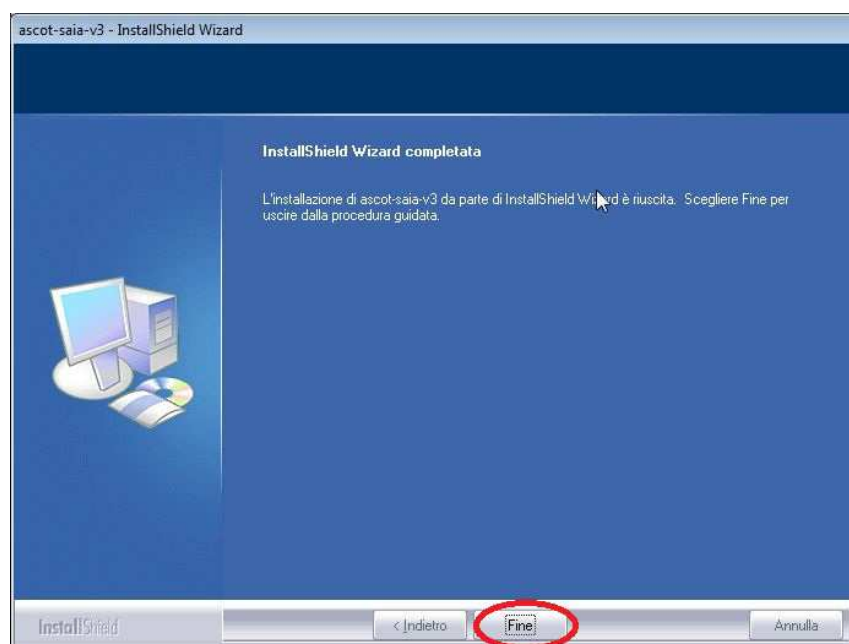 ascot-saia-v3 - InstallShield Wizard
InstallShield Wizard completata
L'installazione di ascot-saia-v3 da parte di InstallShield Wizard è riuscita. Scegliere Fine per
uscire dalla procedura guidata.
InstallShield
< Indietro
Fine
Annulla